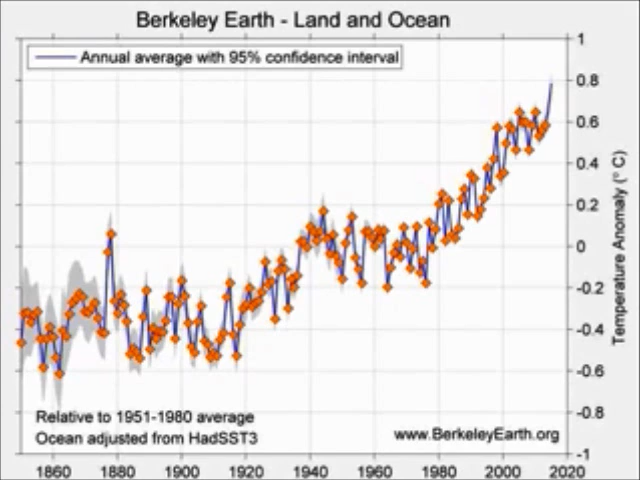 Berkeley Earth - Land and Ocean
Annual average with 95% confidence interval
1
0.8
0.6
0.4
0.2
0
-0.2
-0.4
-0.6
-0.8
-1
Temperature Anomaly (° C)
Relative to 1951-1980 average
Ocean adjusted from HadSST3
www.BerkeleyEarth.org
1860 1880 1900 1920 1940 1960 1980 2000 2020